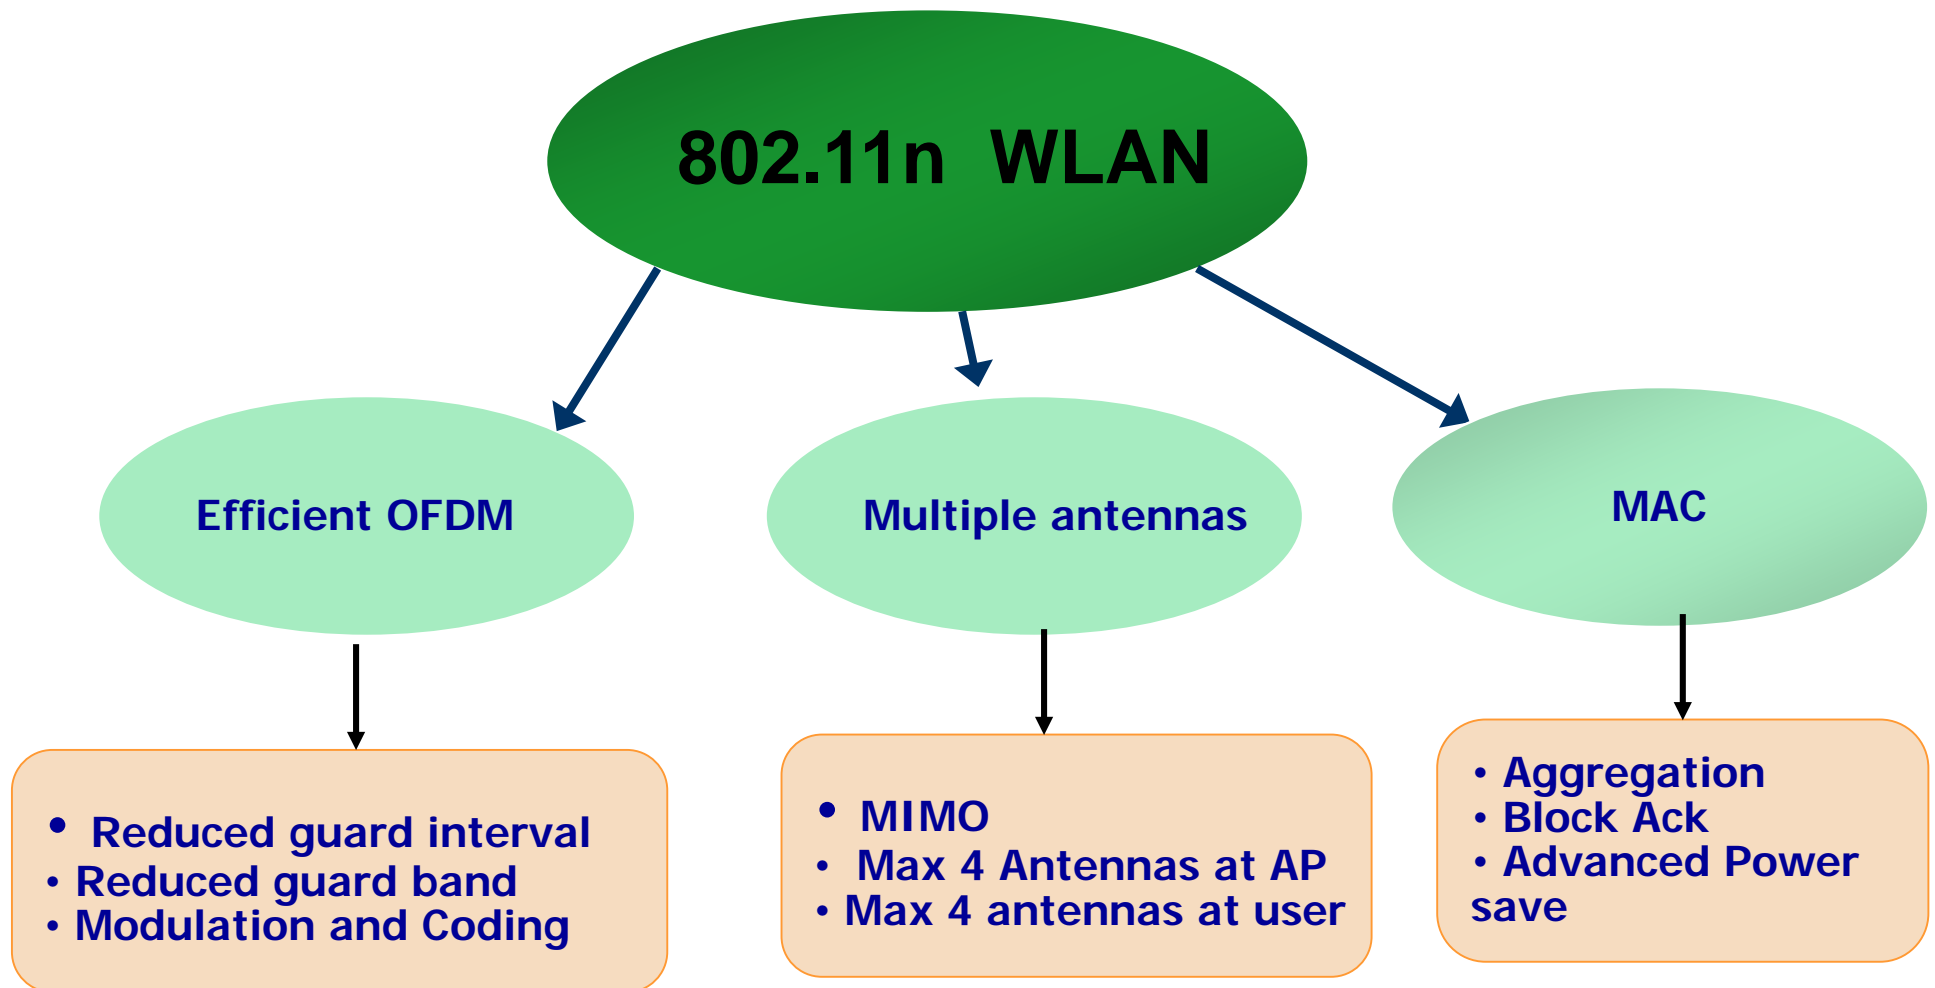 802.11n WLAN
Efficient OFDM
Multiple antennas
MAC
• Reduced guard interval
• Reduced guard band
• Modulation and Coding
• MIMO
• Max 4 Antennas at AP
• Max 4 antennas at user
• Aggregation
• Block Ack
• Advanced Power
save